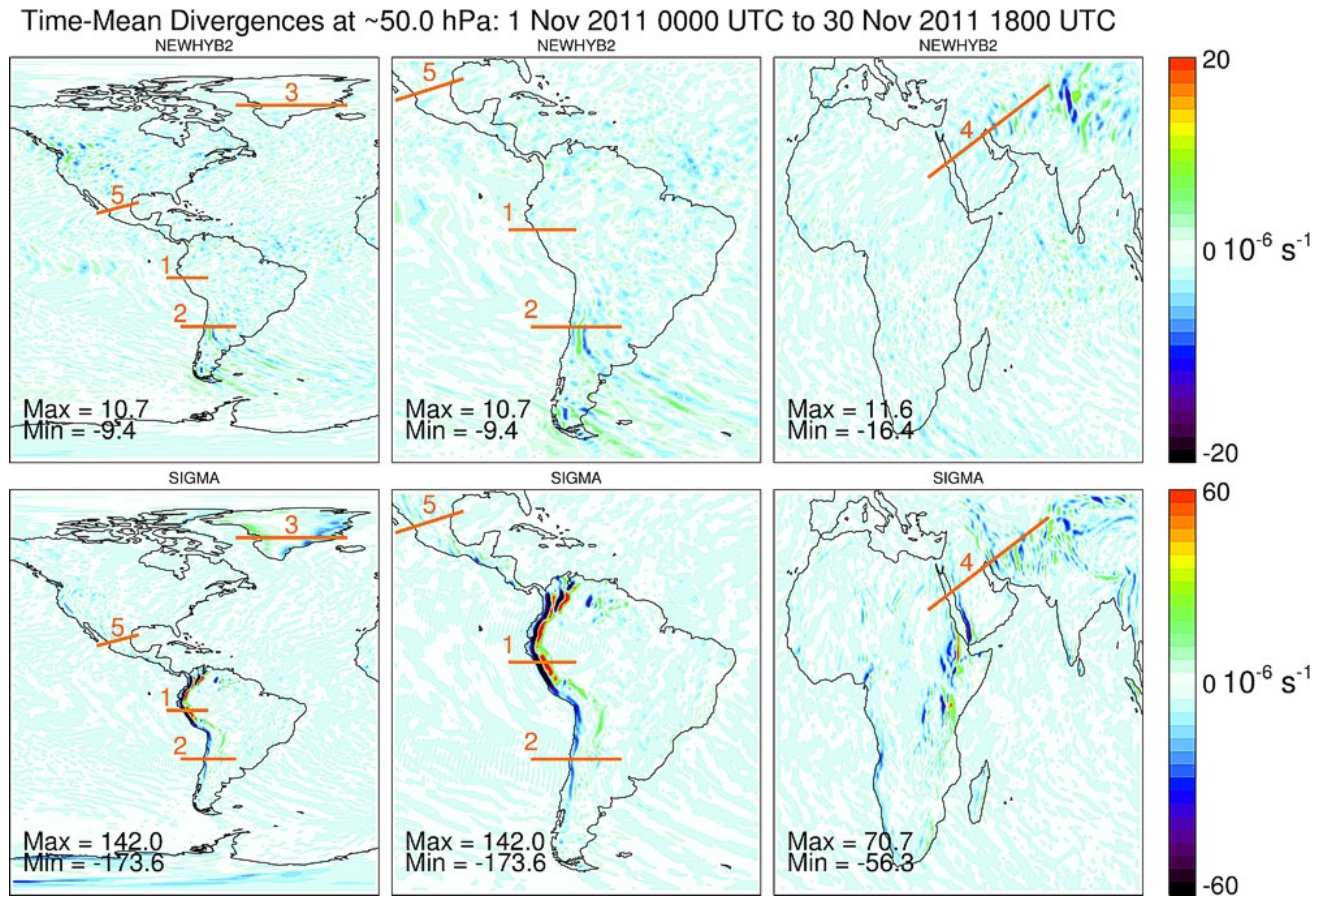 Time-Mean Divergences at ~50.0 hPa: 1 Nov 2011 0000 UTC to 30 Nov 2011 1800 UTC
NEWHYB2
NEWHYB2
NEWHYB2
3
5
1
2
Max = 10.7
Min = -9.4
5
1
2
Max = 10.7
Min = -9.4
4
Max = 11.6
Min = -16.4
20
0 10-6 s-1
-20
SIGMA
SIGMA
SIGMA
3
5
1
2
Max = 142.0
Min = -173.6
5
1
2
Max = 142.0
Min = -173.6
4
Max = 70.7
Min = -56.3
60
0 10-6 s-1
-60